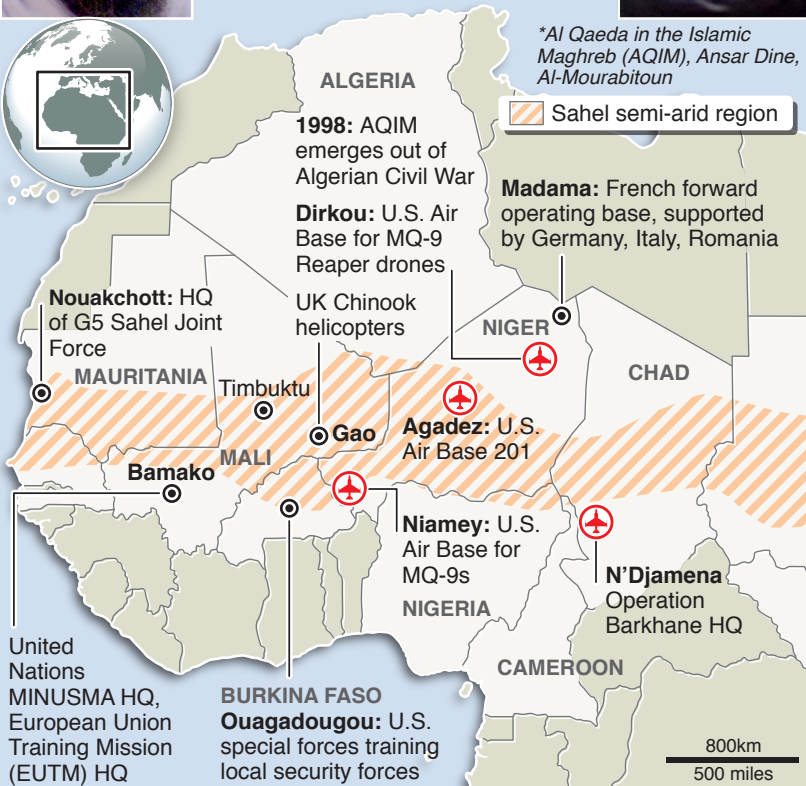 *Al Qaeda in the Islamic
Maghreb (AQIM), Ansar Dine,
Al-Mourabitoun
Sahel semi-arid region
ALGERIA
1998: AQIM
emerges out of
Algerian Civil War
Dirkou: U.S. Air
Base for MQ-9
Reaper drones
Madama: French forward
operating base, supported
by Germany, Italy, Romania
Nouakchott: HQ
of G5 Sahel Joint
Force
UK Chinook
helicopters
NIGER
MAURITANIA
Timbuktu
CHAD
Gao
Agadez: U.S.
Air Base 201
MALI
Bamako
Niamey: U.S.
Air Base for
MQ-9s
N'Djamena
Operation
Barkhane HQ
NIGERIA
CAMEROON
United
Nations
MINUSMA HQ,
European Union
Training Mission
(EUTM) HQ
BURKINA FASO
Ouagadougou: U.S.
special forces training
local security forces
800km
500 miles